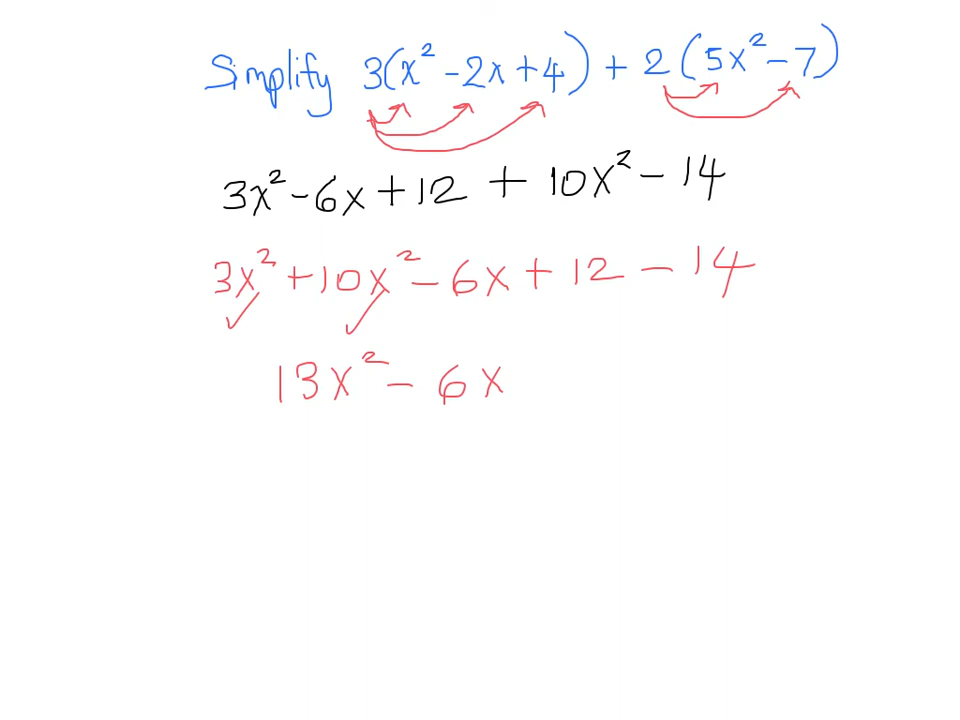 Simplify 3(x² - 2x + 4) + 2(5x² - 7)
3x² - 6x + 12 + 10x² - 14
3x² + 10x² - 6x + 12 - 14
13x² - 6x